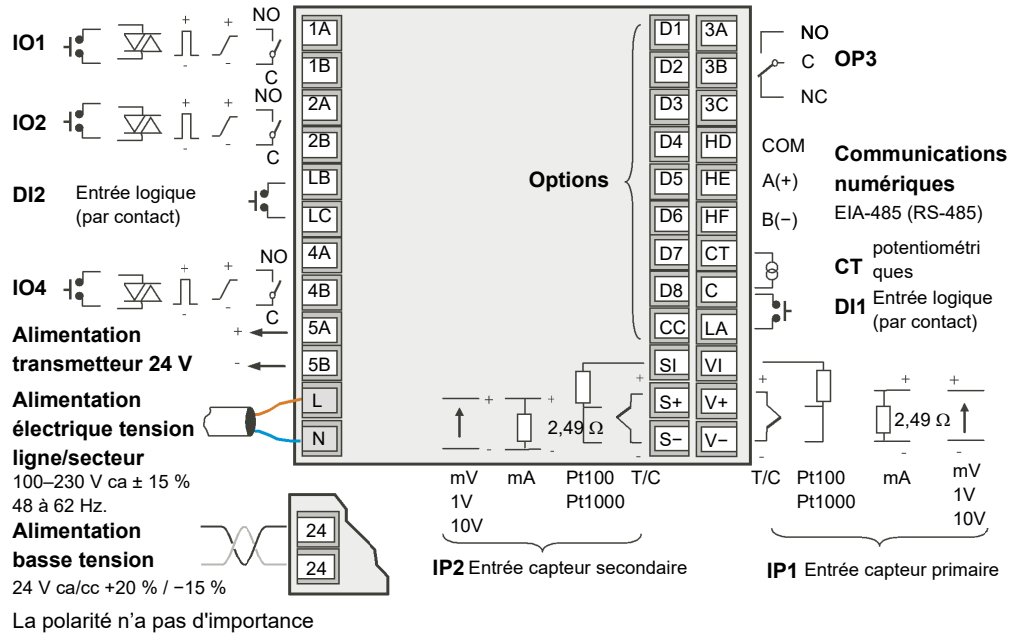 IO1
+
-
+
-
NO
C
IO2
+
-
+
-
NO
C
DI2
Entrée logique
(par contact)
IO4
+
-
+
-
NO
C
Alimentation
transmetteur 24 V
+
-
Alimentation
électrique tension
ligne/secteur
100–230 V ca ± 15 %
48 à 62 Hz.
Alimentation
basse tension
24 V ca/cc +20 % / −15 %
La polarité n’a pas d'importance
1A
1B
2A
2B
LB
LC
4A
4B
5A
5B
L
N
24
24
Options
D1
D2
D3
D4
D5
D6
D7
D8
CC
SI
S+
S−
3A
3B
3C
HD
HE
HF
CT
C
LA
VI
V+
V−
NO
C
NC
OP3
COM
A(+)
B(−)
Communications
numériques
EIA-485 (RS-485)
CT
potentiométri
ques
DI1
Entrée logique
(par contact)
+
-
+
-
2,49 Ω
+
-
mV
1V
10V
mA
Pt100
Pt1000
T/C
IP2 Entrée capteur secondaire
+
-
+
-
2,49 Ω
+
-
T/C
Pt100
Pt1000
mA
mV
1V
10V
IP1 Entrée capteur primaire